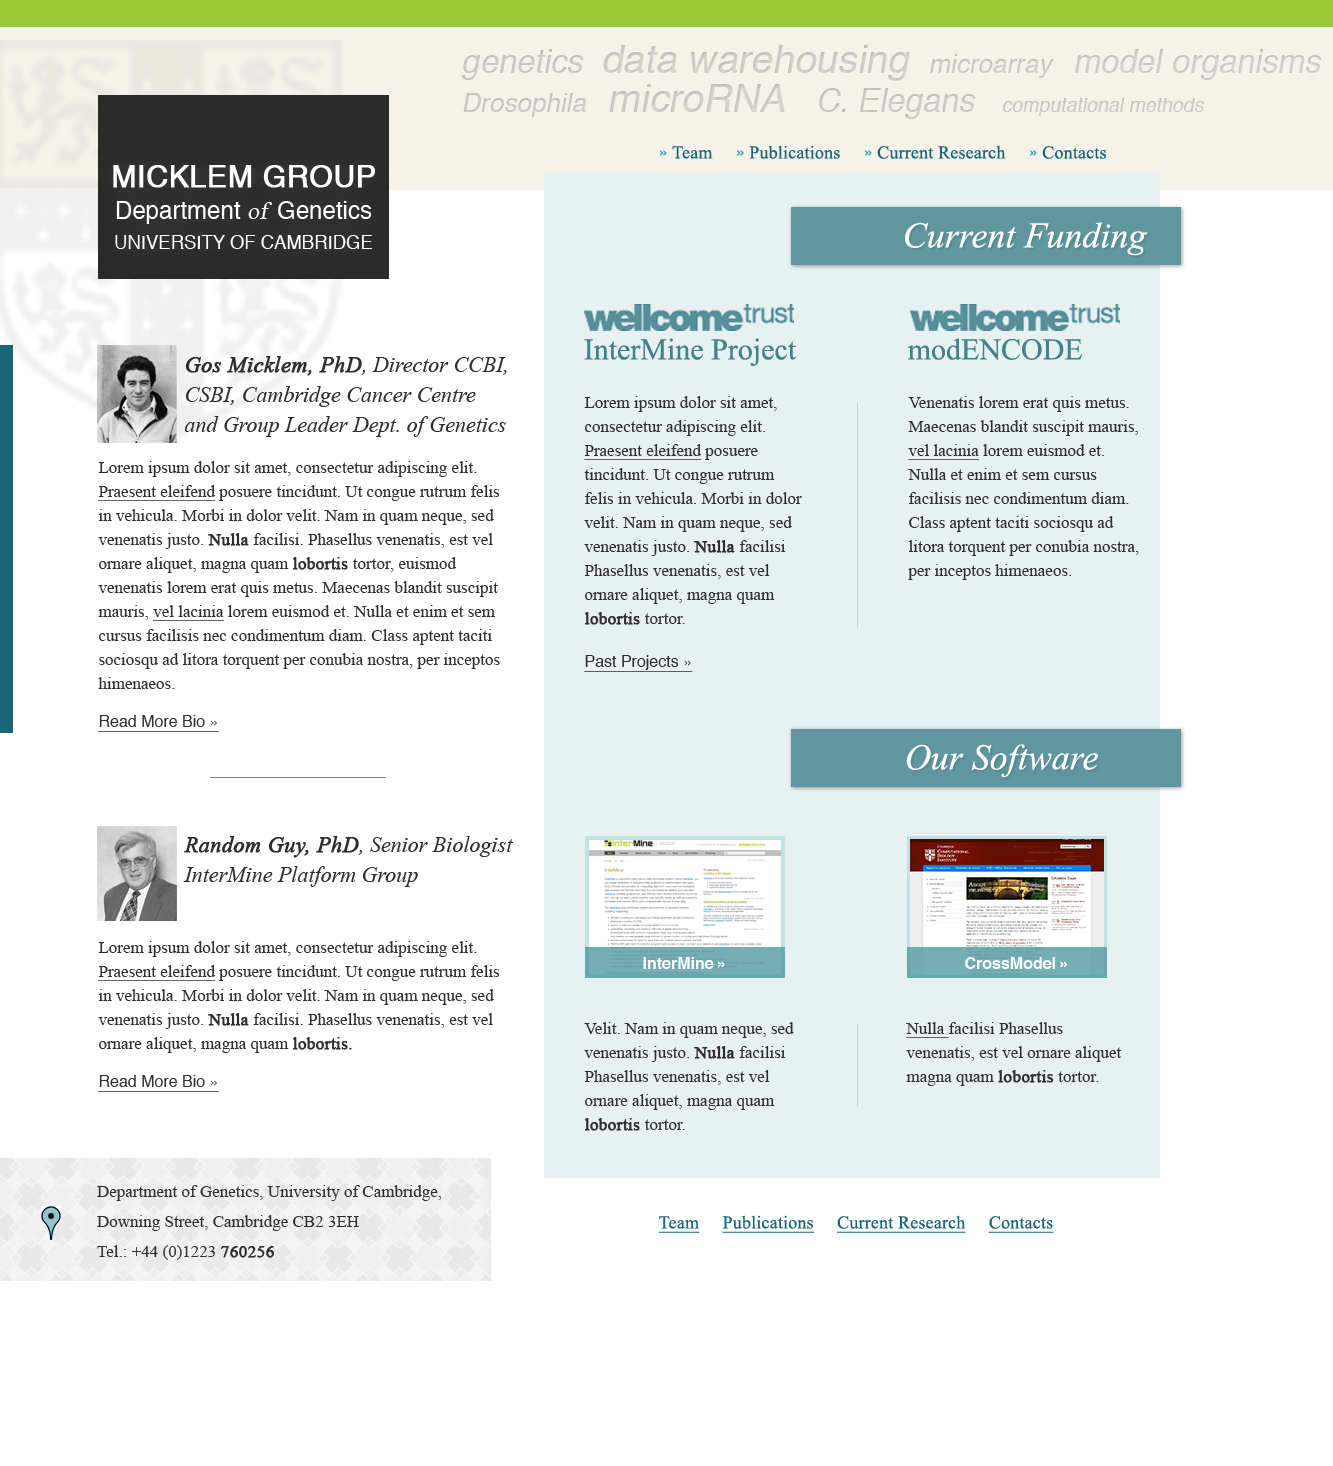 genetics data warehousing microarray model organisms
Drosophila microRNA C. Elegans computational methods
» Team » Publications » Current Research » Contacts
MICKLEM GROUP
Department of Genetics
UNIVERSITY OF CAMBRIDGE
Gos Micklem, PhD, Director CCBI,
CSBI, Cambridge Cancer Centre
and Group Leader Dept. of Genetics
Lorem ipsum dolor sit amet, consectetur adipiscing elit.
Praesent eleifend posuere tincidunt. Ut congue rutrum felis
in vehicula. Morbi in dolor velit. Nam in quam neque, sed
venenatis justo. Nulla facilisi. Phasellus venenatis, est vel
ornare aliquet, magna quam lobortis tortor, euismod
venenatis lorem erat quis metus. Maecenas blandit suscipit
mauris, vel lacinia lorem euismod et. Nulla et enim et sem
cursus facilisis nec condimentum diam. Class aptent taciti
sociosqu ad litora torquent per conubia nostra, per inceptos
himenaeos.
Read More Bio »
Random Guy, PhD, Senior Biologist
InterMine Platform Group
Lorem ipsum dolor sit amet, consectetur adipiscing elit.
Praesent eleifend posuere tincidunt. Ut congue rutrum felis
in vehicula. Morbi in dolor velit. Nam in quam neque, sed
venenatis justo. Nulla facilisi. Phasellus venenatis, est vel
ornare aliquet, magna quam lobortis.
Read More Bio »
Department of Genetics, University of Cambridge,
Downing Street, Cambridge CB2 3EH
Tel.: +44 (0)1223 760256
Current Funding
wellcometrust
InterMine Project
Lorem ipsum dolor sit amet,
consectetur adipiscing elit.
Praesent eleifend posuere
tincidunt. Ut congue rutrum
felis in vehicula. Morbi in dolor
velit. Nam in quam neque, sed
venenatis justo. Nulla facilisi
Phasellus venenatis, est vel
ornare aliquet, magna quam
lobortis tortor.
Past Projects »
wellcometrust
modENCODE
Venenatis lorem erat quis metus.
Maecenas blandit suscipit mauris,
vel lacinia lorem euismod et.
Nulla et enim et sem cursus
facilisis nec condimentum diam.
Class aptent taciti sociosqu ad
litora torquent per conubia nostra,
per inceptos himenaeos.
Our Software
InterMine
InterMine »
Velit. Nam in quam neque, sed
venenatis justo. Nulla facilisi
Phasellus venenatis, est vel
ornare aliquet, magna quam
lobortis tortor.
Cambridge
Computational
Biology
Institute
CrossModel »
Nulla facilisi Phasellus
venenatis, est vel ornare aliquet
magna quam lobortis tortor.
Team Publications Current Research Contacts